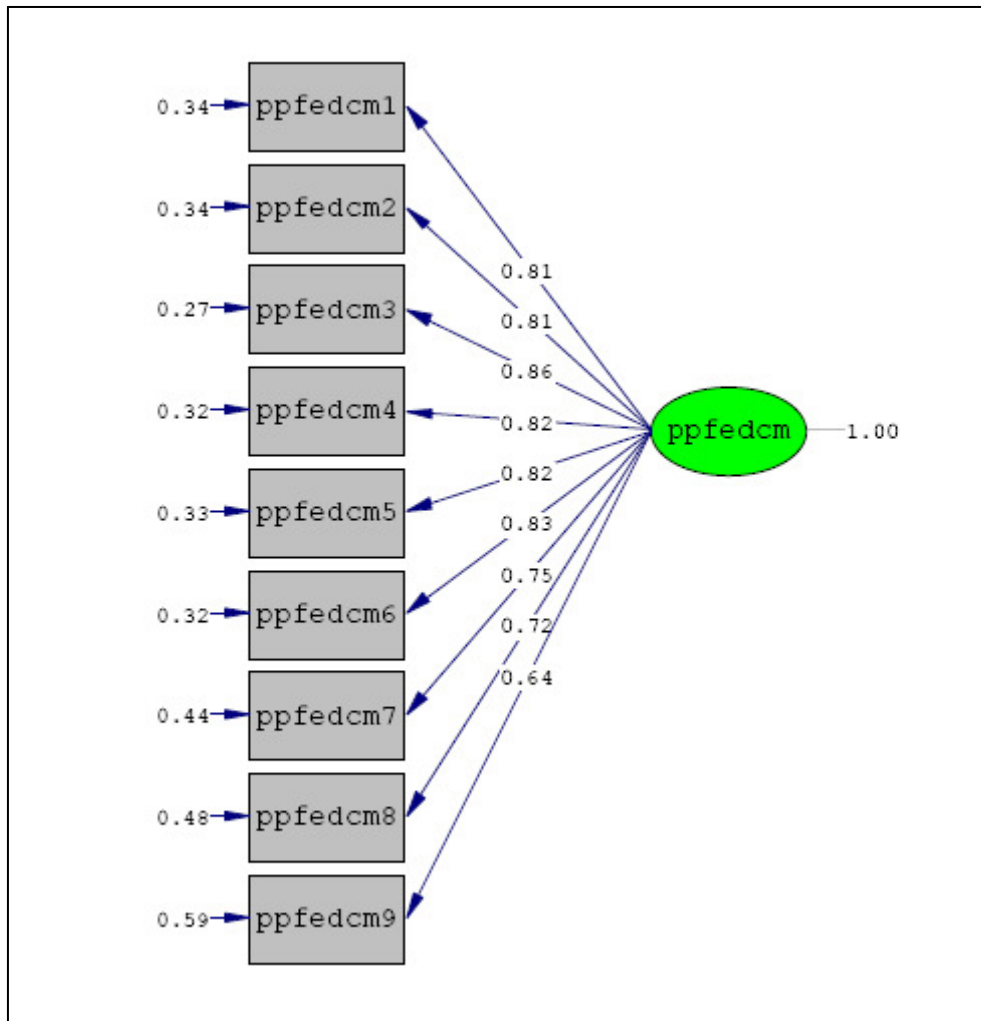 0.34 ppfedcm1
0.34 ppfedcm2
0.27 ppfedcm3
0.32 ppfedcm4
0.33 ppfedcm5
0.32 ppfedcm6
0.44 ppfedcm7
0.48 ppfedcm8
0.59 ppfedcm9
0.81
0.81
0.86
0.82
0.82
0.83
0.75
0.72
0.64
ppfedcm 1.00